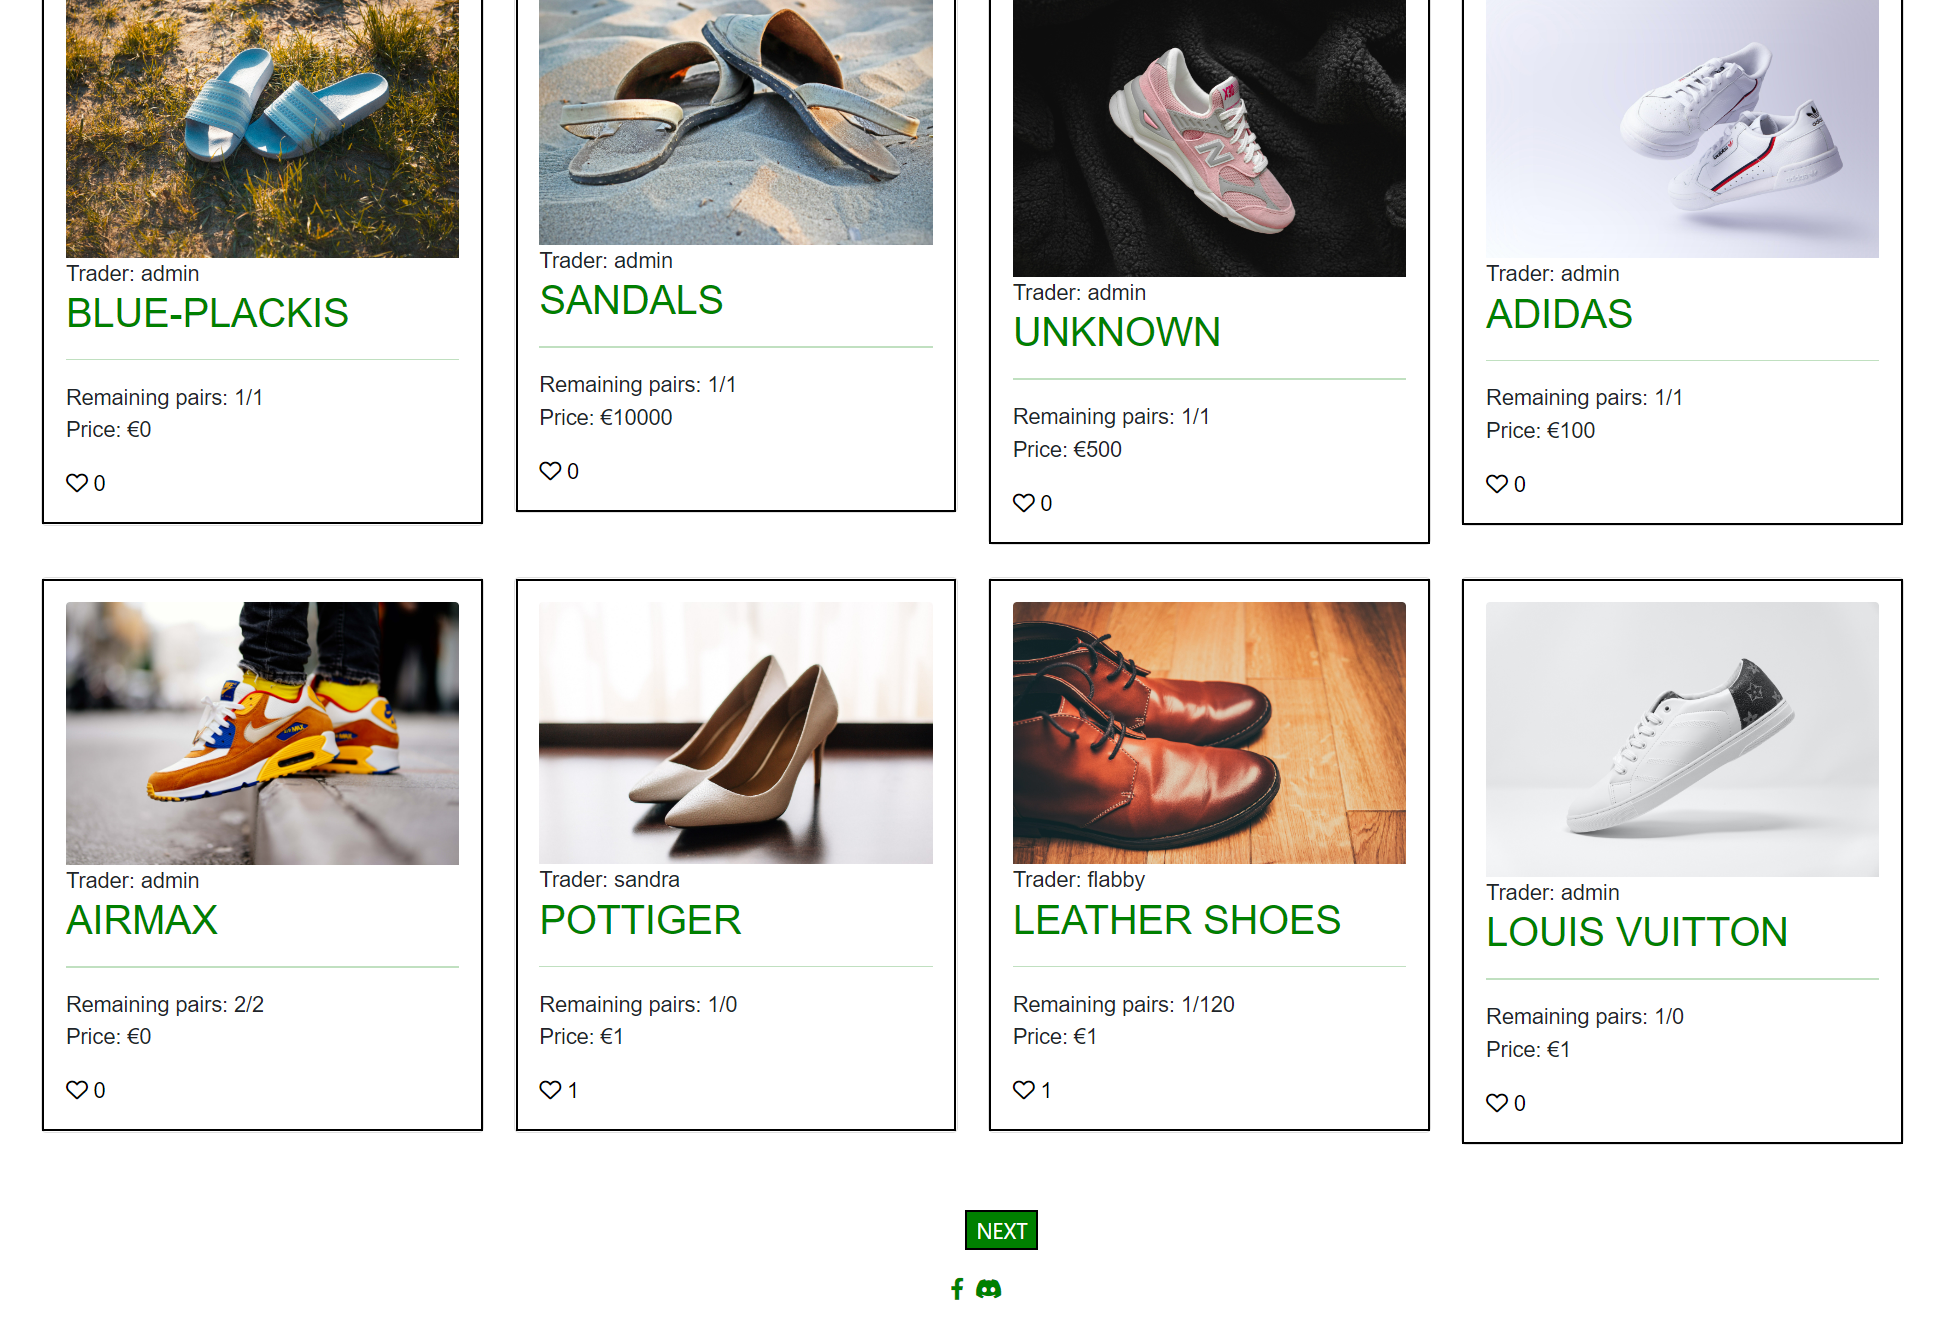 Trader: admin
BLUE-PLACKIS
Remaining pairs: 1/1
Price: €0
0
Trader: admin
SANDALS
Remaining pairs: 1/1
Price: €10000
0
N
Trader: admin
UNKNOWN
Remaining pairs: 1/1
Price: €500
0
Trader: admin
ADIDAS
Remaining pairs: 1/1
Price: €100
0
Trader: admin
AIRMAX
Remaining pairs: 2/2
Price: €0
0
Trader: sandra
POTTIGER
Remaining pairs: 1/0
Price: €1
1
Trader: flabby
LEATHER SHOES
Remaining pairs: 1/120
Price: €1
1
Trader: admin
LOUIS VUITTON
Remaining pairs: 1/0
Price: €1
0
NEXT